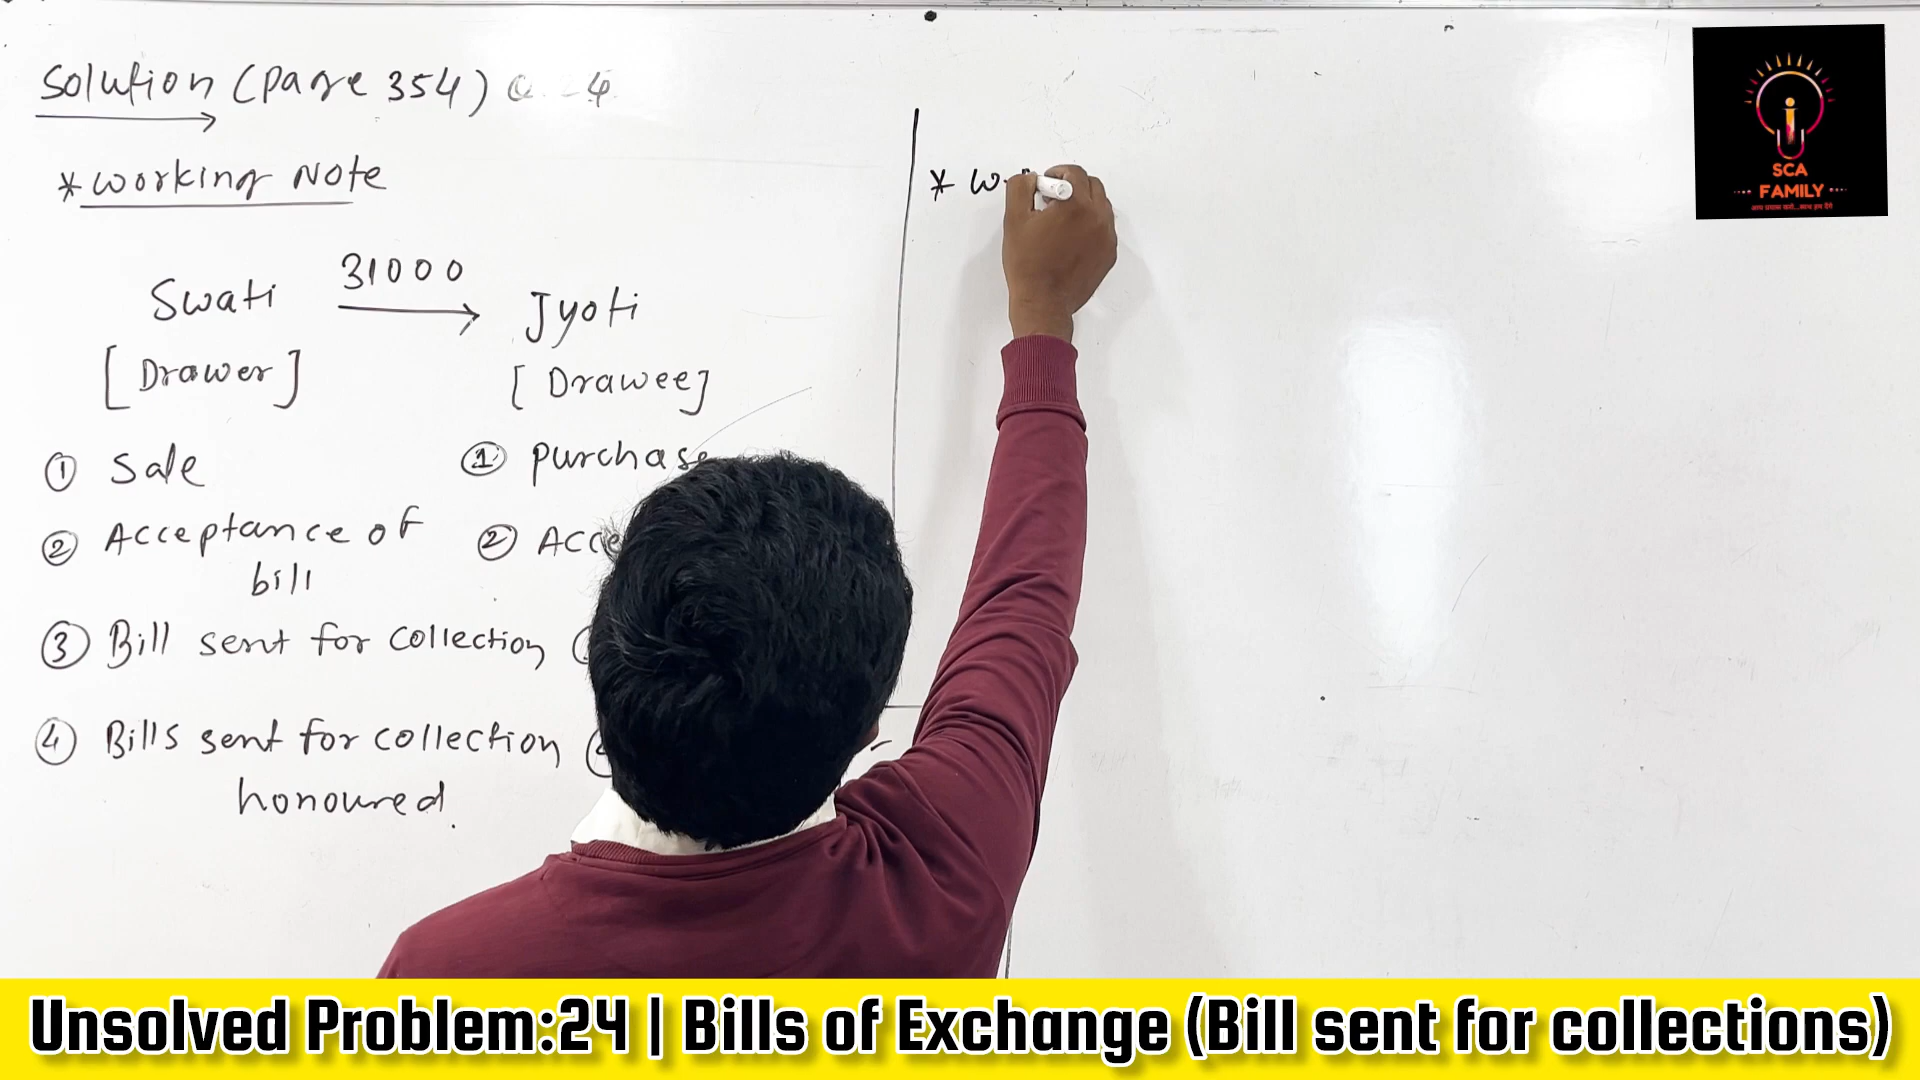 Solution (Page 354) Q -4
*Working Note
Swati 31000 Jyoti
[Drawer] [Drawee]
① Sale ① purchase
② Acceptance of bill ②
③ Bill sent for collection
④ Bills sent for collection honoured.
* W.
SCA
FAMILY
Unsolved Problem:24 | Bills of Exchange (Bill sent for collections)